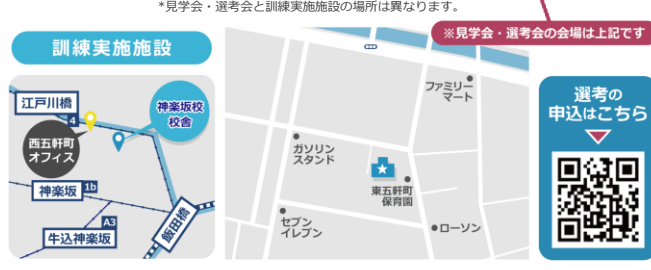 *見学会・選考会と訓練実施施設の場所は異なります。
※見学会・選考会の会場は上記です
訓練実施施設
江戸川橋
4
神楽坂校
校舎
西五軒町
オフィス
神楽坂
1b
A3
牛込神楽坂
飯田橋
ファミリー
マート
ガソリン
スタンド
東五軒町
保育園
セブン
イレブン
ローソン
選考の
申込はこちら